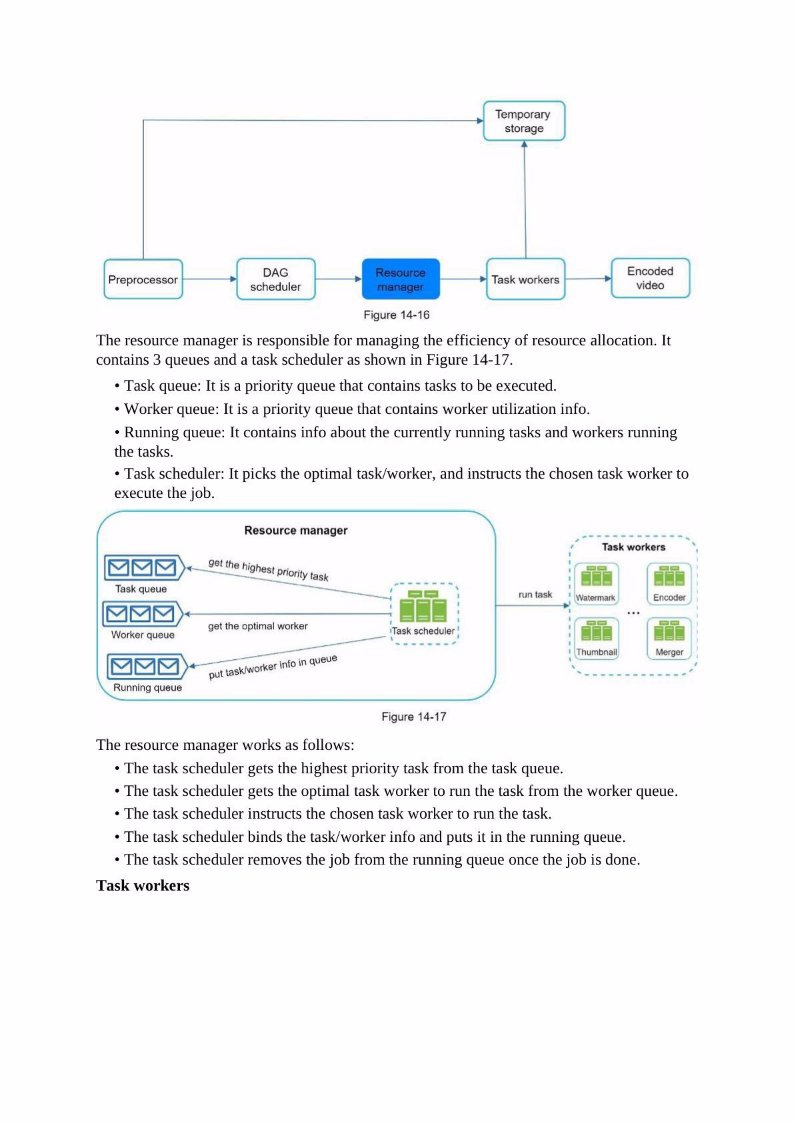 Temporary
storage
Preprocessor
DAG
scheduler
Resource
manager
Task workers
Encoded
video
Figure 14-16
The resource manager is responsible for managing the efficiency of resource allocation. It
contains 3 queues and a task scheduler as shown in Figure 14-17.
• Task queue: It is a priority queue that contains tasks to be executed.
• Worker queue: It is a priority queue that contains worker utilization info.
• Running queue: It contains info about the currently running tasks and workers running
the tasks.
• Task scheduler: It picks the optimal task/worker, and instructs the chosen task worker to
execute the job.
Resource manager
Task queue
get the highest priority task
Worker queue
get the optimal worker
Running queue
put task/worker info in queue
Task scheduler
run task
Task workers
Watermark
Encoder
...
Thumbnail
Merger
Figure 14-17
The resource manager works as follows:
• The task scheduler gets the highest priority task from the task queue.
• The task scheduler gets the optimal task worker to run the task from the worker queue.
• The task scheduler instructs the chosen task worker to run the task.
• The task scheduler binds the task/worker info and puts it in the running queue.
• The task scheduler removes the job from the running queue once the job is done.
Task workers